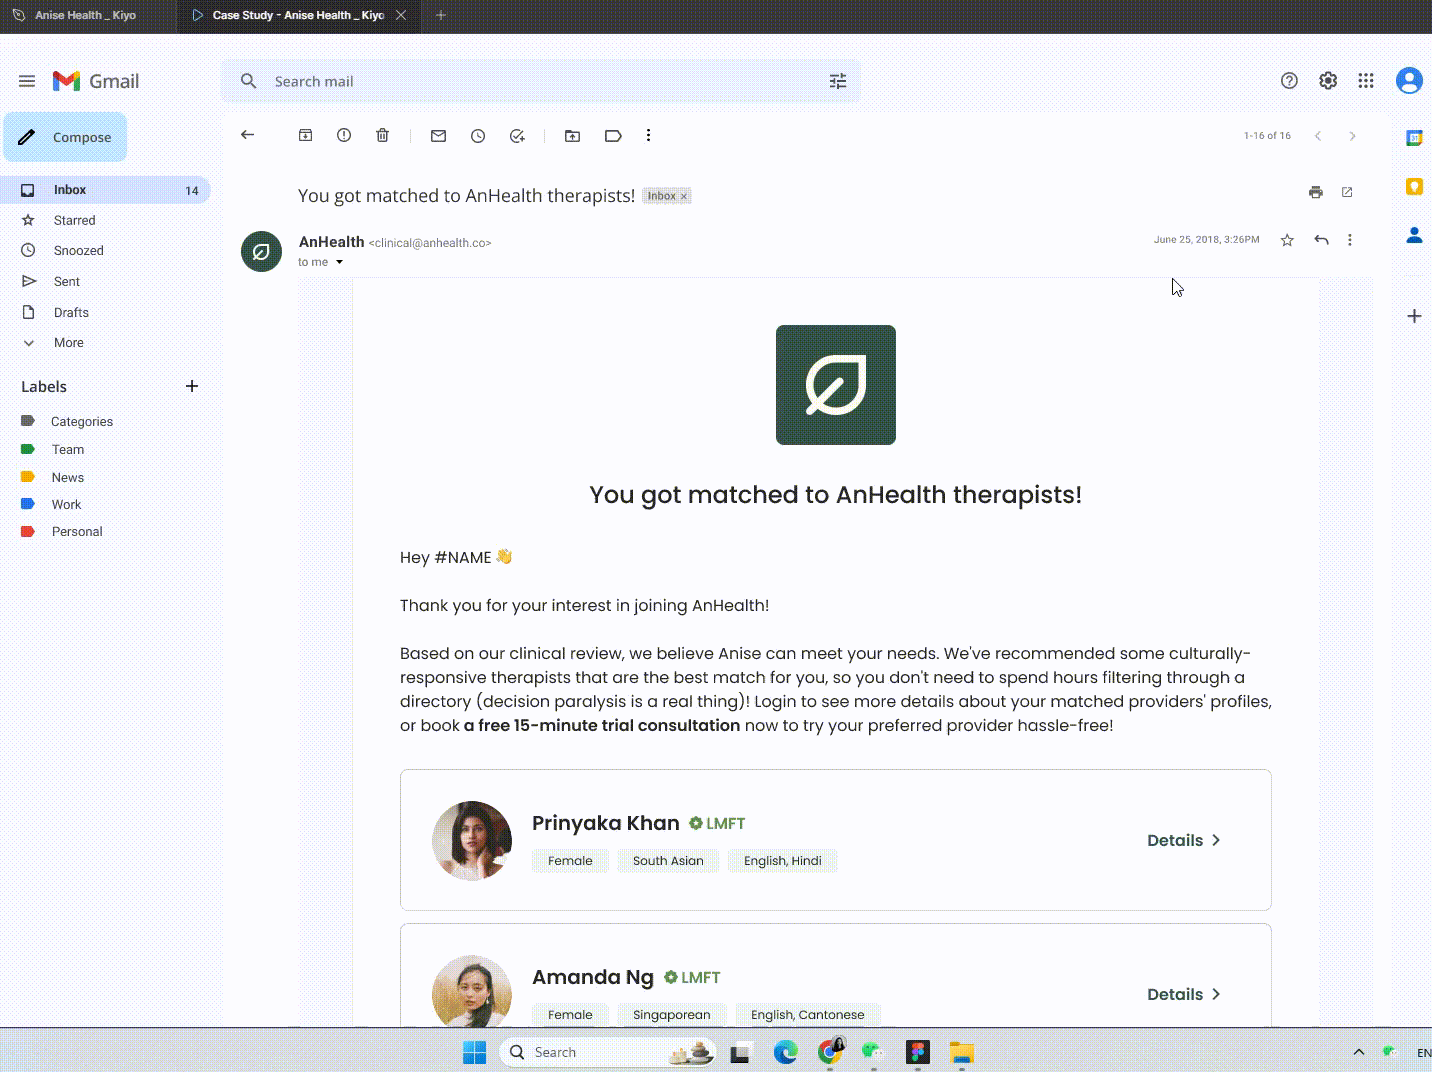 Anise Health _ Kiyo
Case Study - Anise Health _ Kiyo
Gmail
Search mail
Compose
1-16 of 16
Inbox 14
Starred
Snoozed
Sent
Drafts
More
Labels
Categories
Team
News
Work
Personal
You got matched to AnHealth therapists! Inbox ×
AnHealth <clinical@anhealth.co>
June 25, 2018, 3:26PM
to me
You got matched to AnHealth therapists!
Hey #NAME 👋
Thank you for your interest in joining AnHealth!
Based on our clinical review, we believe Anise can meet your needs. We've recommended some culturally-
responsive therapists that are the best match for you, so you don't need to spend hours filtering through a
directory (decision paralysis is a real thing)! Login to see more details about your matched providers' profiles,
or book a free 15-minute trial consultation now to try your preferred provider hassle-free!
Prinyaka Khan LMFT
Female South Asian English, Hindi
Details
Amanda Ng LMFT
Female Singaporean English, Cantonese
Details
Search
EN